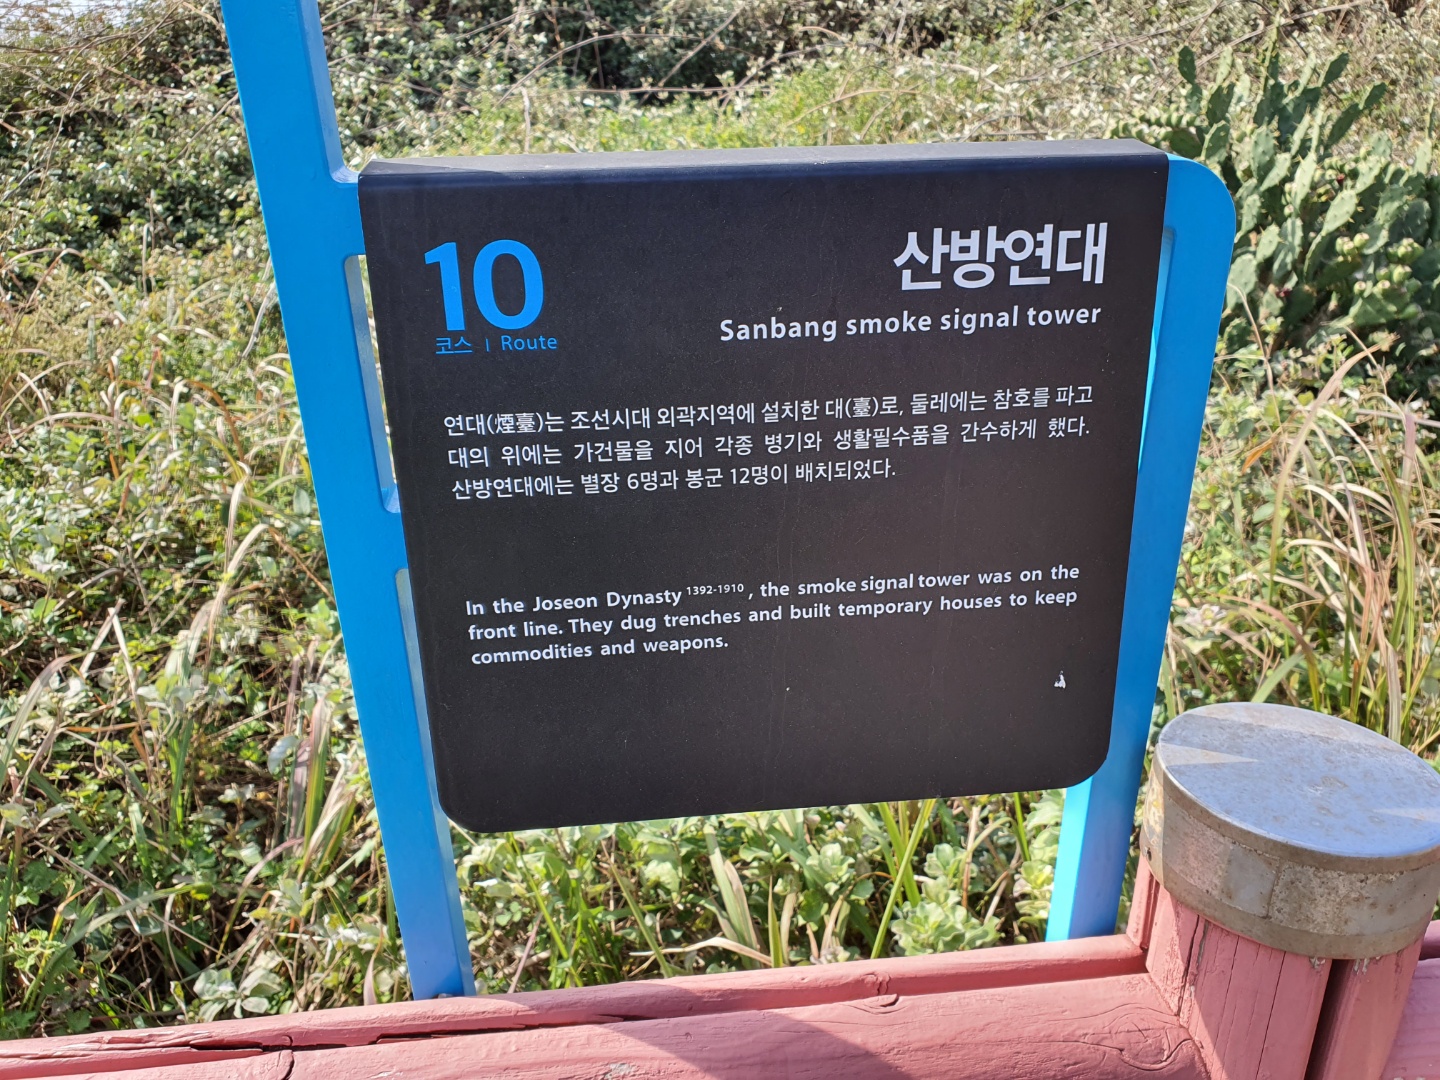 10
코스 | Route
산방연대
Sanbang smoke signal tower
연대(煙臺)는 조선시대 외곽지역에 설치한 대(臺)로, 둘레에는 참호를 파고
대의 위에는 가건물을 지어 각종 병기와 생활필수품을 간수하게 했다.
산방연대에는 별장 6명과 봉군 12명이 배치되었다.
In the Joseon Dynasty 1392-1910 , the smoke signal tower was on the
front line. They dug trenches and built temporary houses to keep
commodities and weapons.